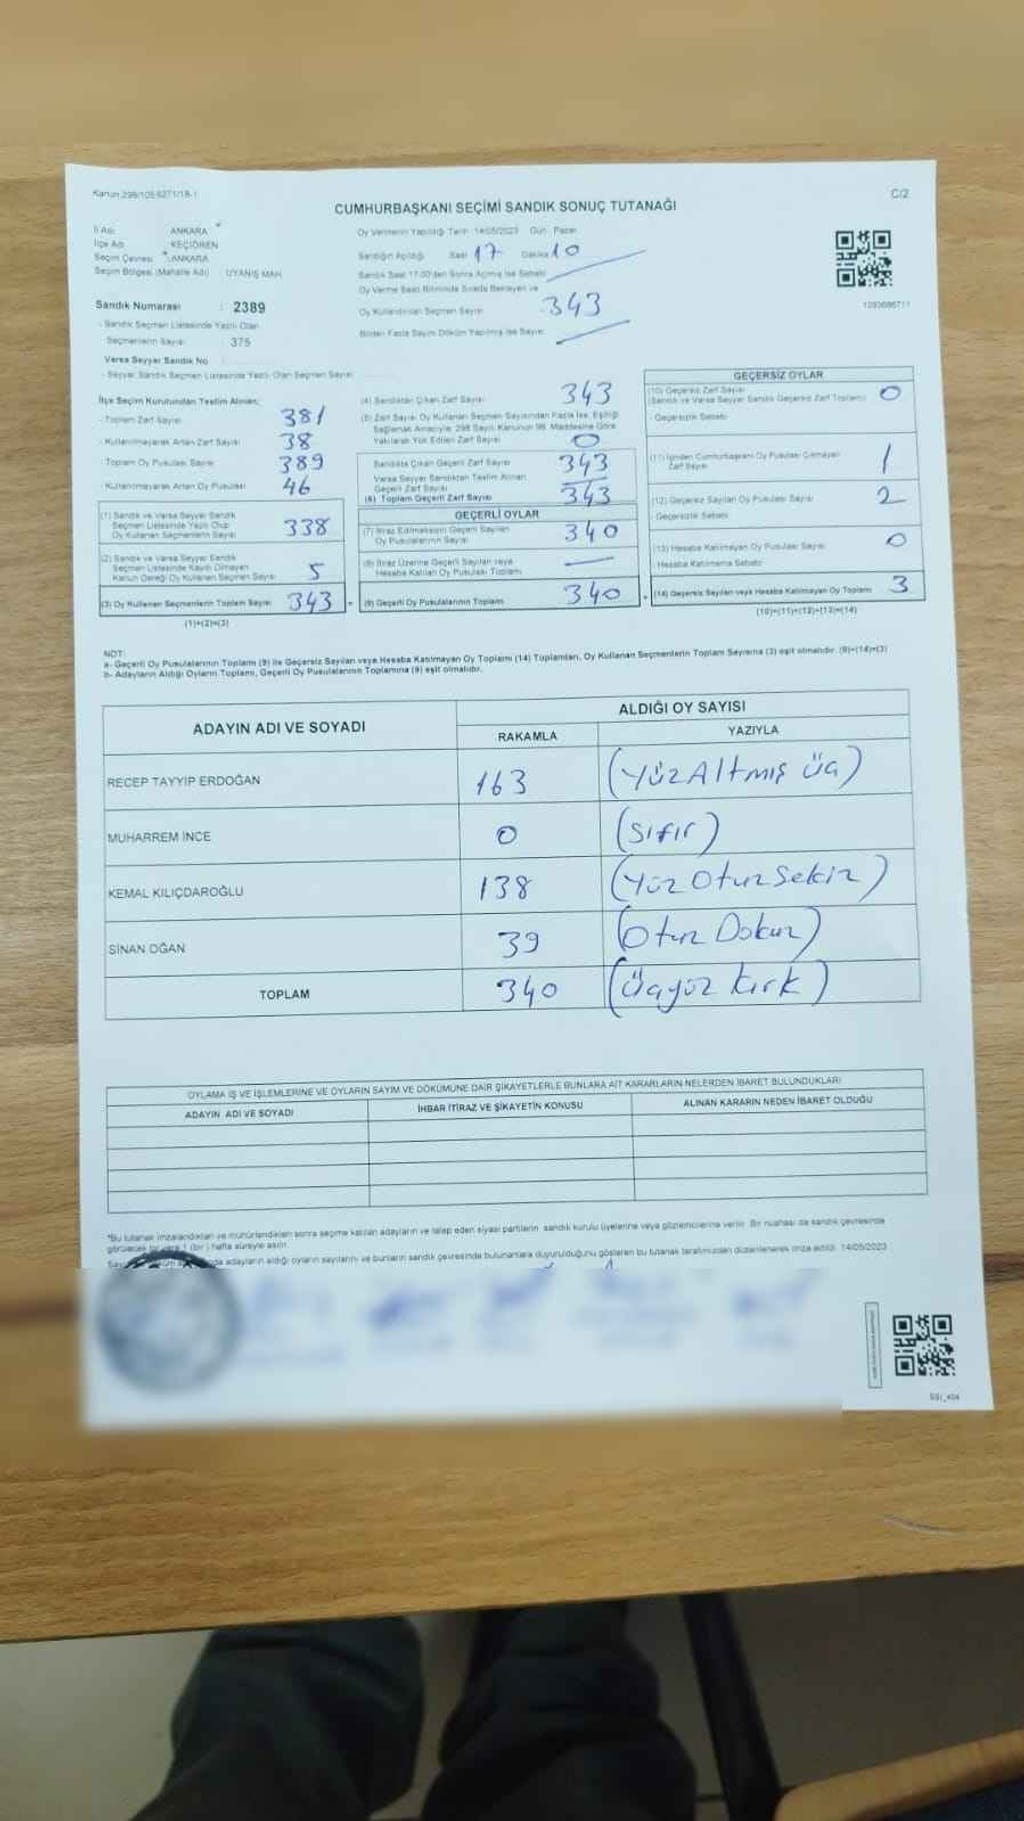 Kanun 298/105-6271/18-1
C/2
CUMHURBAŞKANI SEÇİMİ SANDIK SONUÇ TUTANAĞI
İl Adı ANKARA
İlçe Adı KEÇİÖREN
Seçim Çevresi : ANKARA
Seçim Bölgesi (Mahalle Adı) UYANIŞ MAH.
Sandık Numarası : 2389
- Sandık Seçmen Listesinde Yazılı Olan
Seçmenlerin Sayısı 375
Varsa Seyyar Sandık No
- Seyyar Sandık Seçmen Listesinde Yazılı Olan Seçmen Sayısı
Oy Vermenin Yapıldığı Tarih 14/05/2023 Gün Pazar
Sandığın Açıldığı Saat 17 Dakika 10
Sandık Saat 17.00'den Sonra Açılmış İse Sebebi
Oy Verme Saati Bitiminde Sırada Bekleyen ve
Oy Kullandırılan Seçmen Sayısı 343
Birden Fazla Sayım Döküm Yapılmış İse Sayısı
1093686711
İlçe Seçim Kurulundan Teslim Alınan;
- Toplam Zarf Sayısı 381
- Kullanılmayarak Artan Zarf Sayısı 38
- Toplam Oy Pusulası Sayısı 389
- Kullanılmayarak Artan Oy Pusulası 46
(1) Sandık ve Varsa Seyyar Sandık
Seçmen Listesinde Yazılı Olup
Oy Kullanan Seçmenlerin Sayısı 338
(2) Sandık ve Varsa Seyyar Sandık
Seçmen Listesinde Kayıtlı Olmayan
Kanun Gereği Oy Kullanan Seçmen Sayısı 5
(3) Oy Kullanan Seçmenlerin Toplam Sayısı 343
(1)+(2)=(3)
(4) Sandıktan Çıkan Zarf Sayısı 343
(5) Zarf Sayısı Oy Kullanan Seçmen Sayısından Fazla İse, Eşitliği
Sağlamak Amacıyla, 298 Sayılı Kanunun 98. Maddesine Göre
Yakılarak Yok Edilen Zarf Sayısı 0
Sandıkta Çıkan Geçerli Zarf Sayısı 343
Varsa Seyyar Sandıktan Teslim Alınan
Geçerli Zarf Sayısı
(6) Toplam Geçerli Zarf Sayısı 343
GEÇERLİ OYLAR
(7) İtiraz Edilmeksizin Geçerli Sayılan
Oy Pusulalarının Sayısı 340
(8) İtiraz Üzerine Geçerli Sayılan veya
Hesaba Katılan Oy Pusulası Toplamı
(9) Geçerli Oy Pusulalarının Toplamı 340
GEÇERSİZ OYLAR
(10) Geçersiz Zarf Sayısı
(Sandık ve Varsa Seyyar Sandık Geçersiz Zarf Toplamı) 0
- Geçersizlik Sebebi
(11) İçinden Cumhurbaşkanı Oy Pusulası Çıkmayan
Zarf Sayısı 1
(12) Geçersiz Sayılan Oy Pusulası Sayısı 2
- Geçersizlik Sebebi
(13) Hesaba Katılmayan Oy Pusulası Sayısı 0
Hesaba Katılmama Sebebi
(14) Geçersiz Sayılan veya Hesaba Katılmayan Oy Toplamı 3
(10)+(11)+(12)+(13)=(14)
NOT:
a- Geçerli Oy Pusulalarının Toplamı (9) ile Geçersiz Sayılan veya Hesaba Katılmayan Oy Toplamı (14) Toplamları, Oy Kullanan Seçmenlerin Toplam Sayısına (3) eşit olmalıdır. (9)+(14)=(3)
b- Adayların Aldığı Oyların Toplamı, Geçerli Oy Pusulalarının Toplamına (9) eşit olmalıdır.
ADAYIN ADI VE SOYADI
ALDIĞI OY SAYISI
RAKAMLA YAZIYLA
RECEP TAYYIP ERDOĞAN 163 (YüzAltmış üç)
MUHARREM İNCE 0 (Sıfır)
KEMAL KILIÇDAROĞLU 138 (Yüz Otuz Sekiz)
SİNAN OĞAN 39 (Otuz Dokuz)
TOPLAM 340 (Üçyüz Kırk)
OYLAMA İŞ VE İŞLEMLERİNE VE OYLARIN SAYIM VE DÖKÜMÜNE DAİR ŞİKAYETLERLE BUNLARA AİT KARARLARIN NELERDEN İBARET BULUNDUKLARI
ADAYIN ADI VE SOYADI İHBAR İTİRAZ VE ŞİKAYETİN KONUSU ALINAN KARARIN NEDEN İBARET OLDUĞU
*Bu tutanak imzalandıktan ve mühürlendikten sonra seçime katılan adayların ve talep eden siyasi partilerin sandık kurulu üyelerine veya gözlemcilerine verilir. Bir nüshası da sandık çevresinde
görülecek bir yere 1 (bir) hafta süreyle asılır.
adayların aldığı oyların sayılarını ve bunların sandık çevresinde bulunanlara duyurulduğunu gösteren bu tutanak tarafımızdan düzenlenerek imza edildi. 14/05/2023